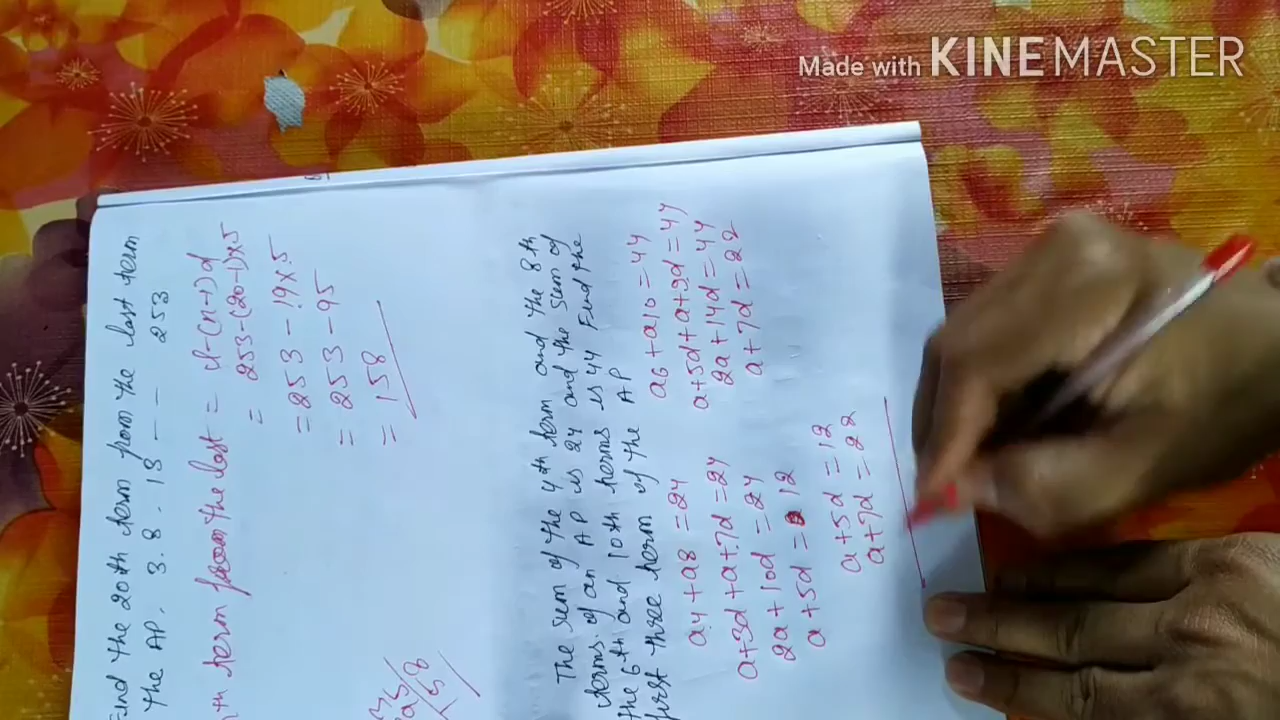 Made with KINEMASTER
Find the 20th term from the last term
the AP. 3.8.13 -- 253
nth term from the last = l-(n-1)d
= 253-(20-1)x5
= 253-19x5
= 253-95
= 158
The sum of the 4th term and the 8th
terms of an AP is 24 and the sum of
the 6th and 10th terms is 44 Find the
first three term of the AP
a4+a8=24
a+3d+a+7d=24
2a+10d=24
a+5d=12
a6+a10=44
a+5d+a+9d=44
2a+14d=44
a+7d=22
a+5d=12
a+7d=22